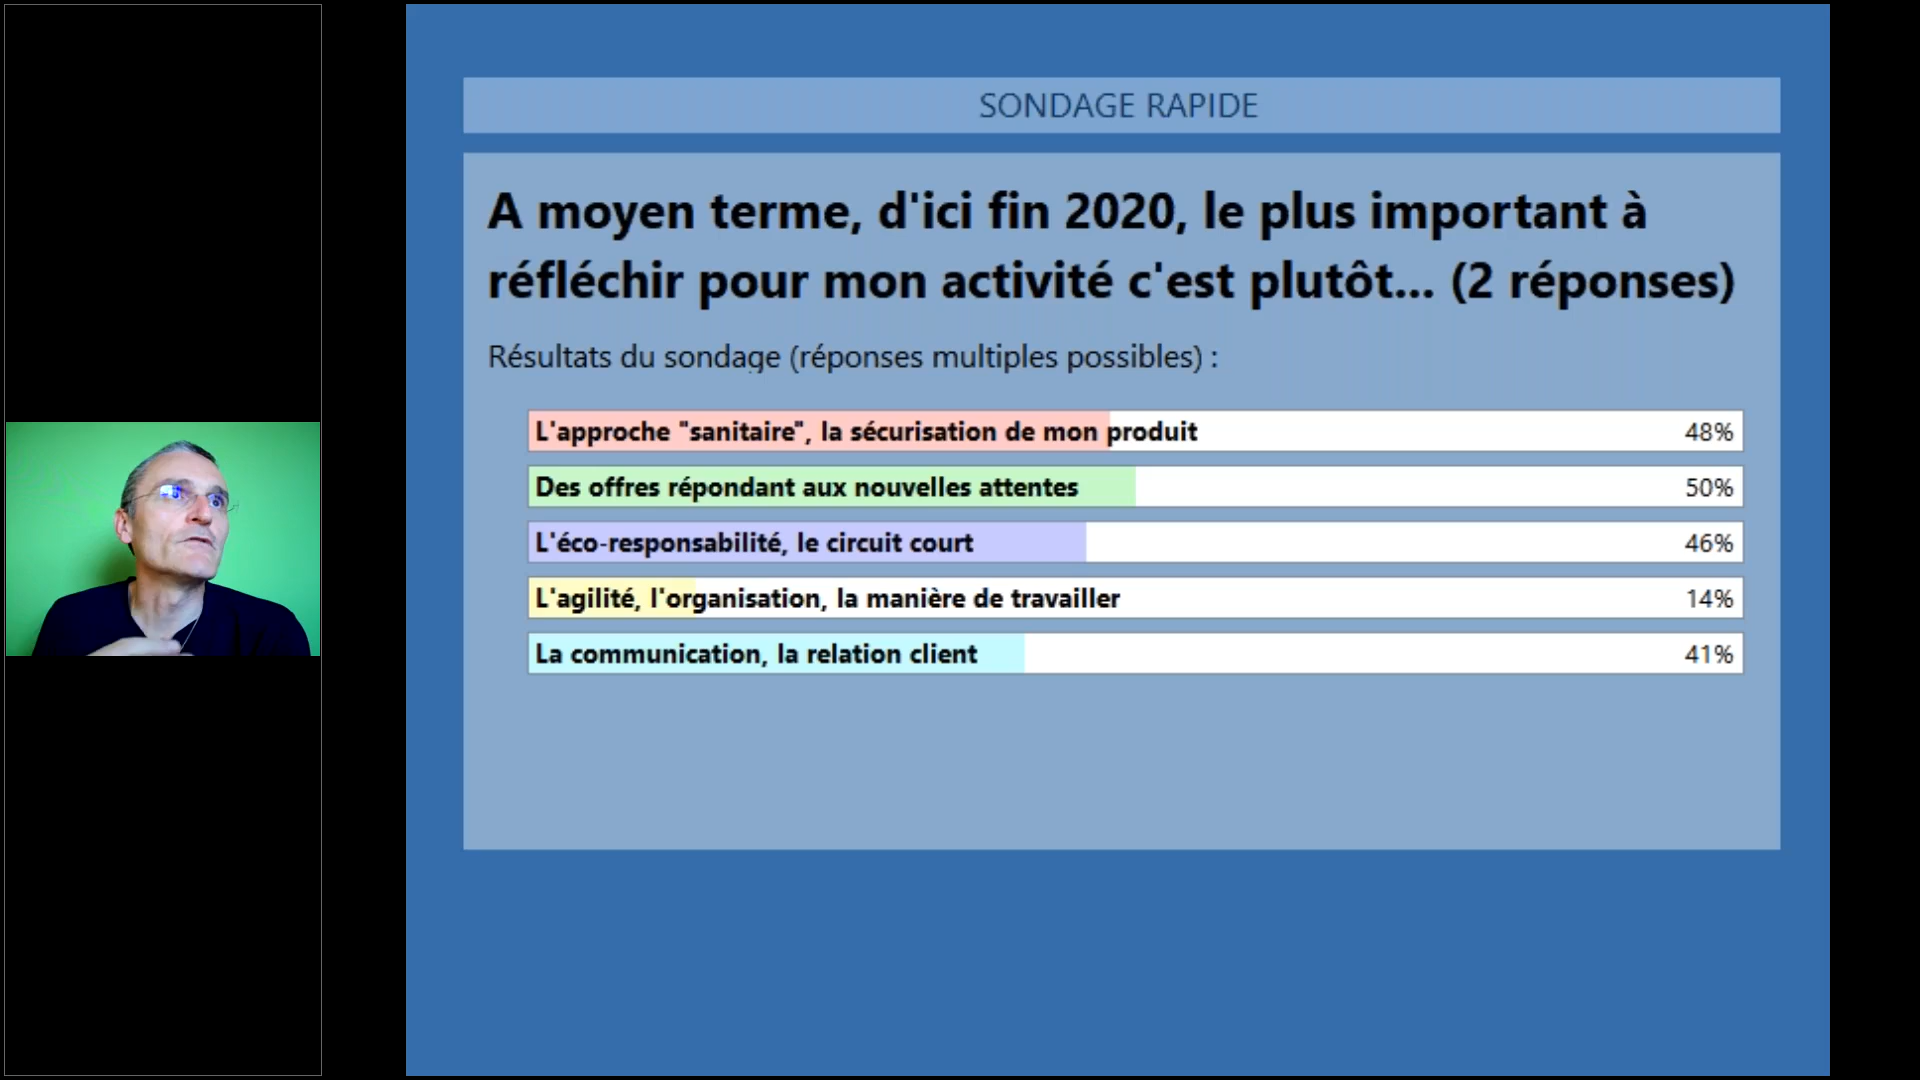 SONDAGE RAPIDE
A moyen terme, d'ici fin 2020, le plus important à
réfléchir pour mon activité c'est plutôt... (2 réponses)
Résultats du sondage (réponses multiples possibles) :
L'approche "sanitaire", la sécurisation de mon produit 48%
Des offres répondant aux nouvelles attentes 50%
L'éco-responsabilité, le circuit court 46%
L'agilité, l'organisation, la manière de travailler 14%
La communication, la relation client 41%